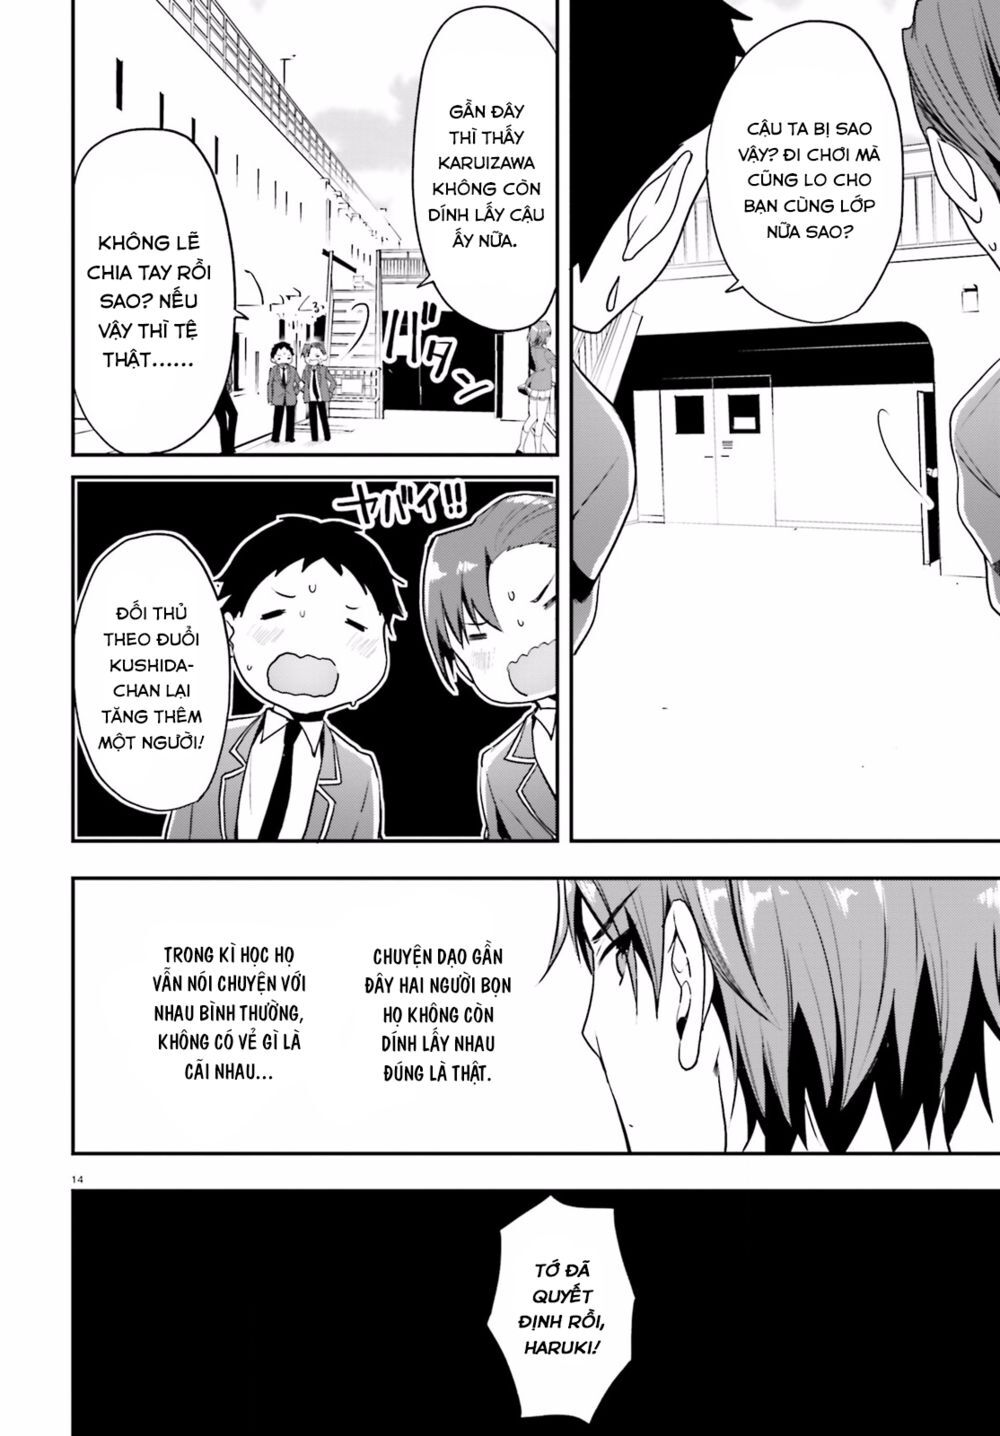 CẬU TA BỊ SAO
VẬY? ĐI CHƠI MÀ
CŨNG LO CHO
BẠN CÙNG LỚP
NỮA SAO?
GẦN ĐÂY
THÌ THẤY
KARUIZAWA
KHÔNG CÒN
DÍNH LẤY CẬU
ẤY NỮA.
バタン
KHÔNG LẼ
CHIA TAY RỒI
SAO? NẾU
VẬY THÌ TỆ
THẬT......
ヤバイ!!
ĐỐI THỦ
THEO ĐUỔI
KUSHIDA-
CHAN LẠI
TĂNG THÊM
MỘT NGƯỜI!
CHUYỆN DẠO GẦN
ĐÂY HAI NGƯỜI BỌN
HỌ KHÔNG CÒN
DÍNH LẤY NHAU
ĐÚNG LÀ THẬT.
TRONG KÌ HỌC HỌ
VẪN NÓI CHUYỆN VỚI
NHAU BÌNH THƯỜNG,
KHÔNG CÓ VẺ GÌ LÀ
CÃI NHAU...
14
TỚ ĐÃ
QUYẾT
ĐỊNH RỒI,
HARUKI!